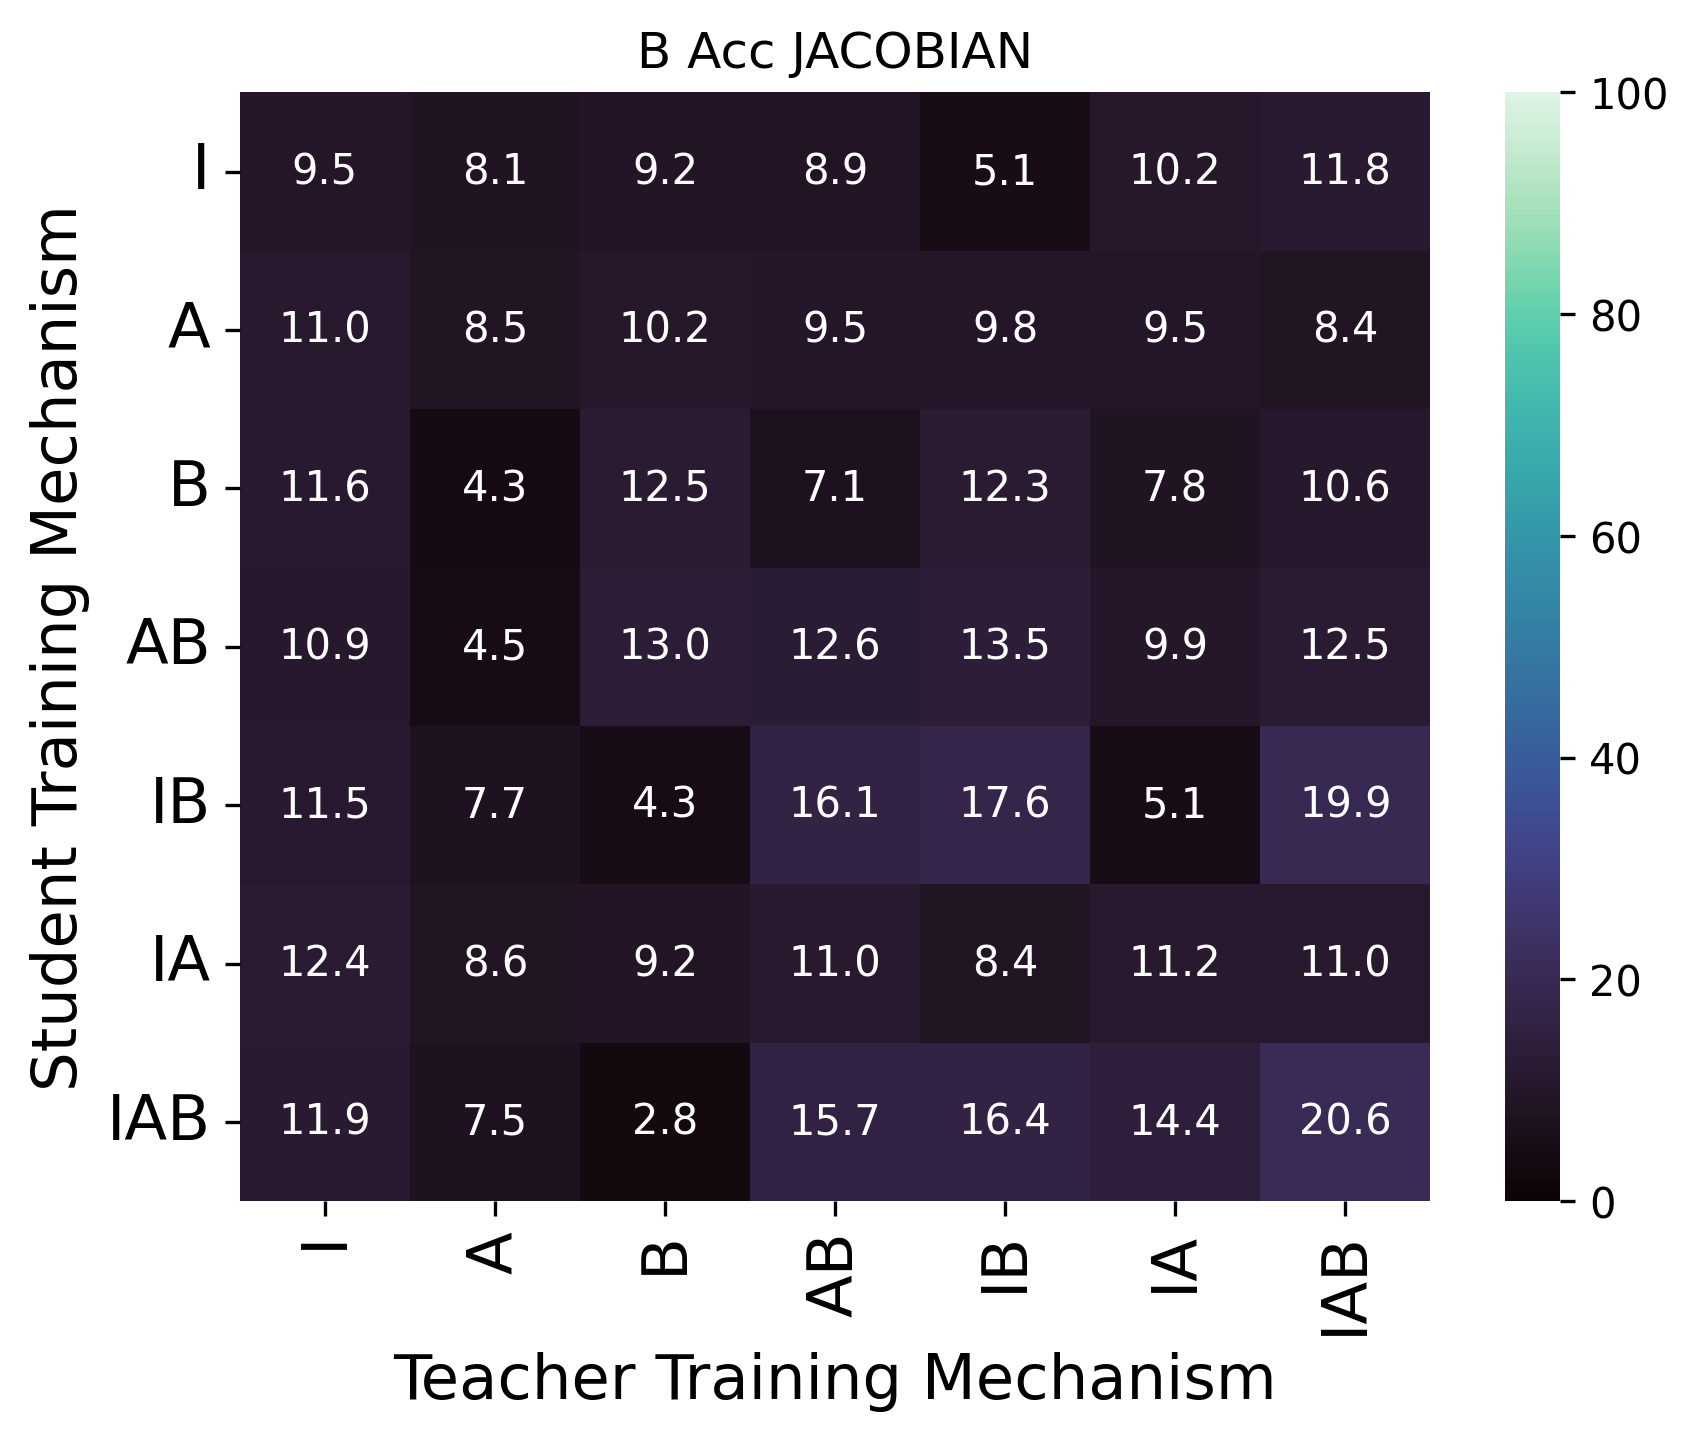 B Acc JACOBIAN
Student Training Mechanism
I 9.5 8.1 9.2 8.9 5.1 10.2 11.8
A 11.0 8.5 10.2 9.5 9.8 9.5 8.4
B 11.6 4.3 12.5 7.1 12.3 7.8 10.6
AB 10.9 4.5 13.0 12.6 13.5 9.9 12.5
IB 11.5 7.7 4.3 16.1 17.6 5.1 19.9
IA 12.4 8.6 9.2 11.0 8.4 11.2 11.0
IAB 11.9 7.5 2.8 15.7 16.4 14.4 20.6
I A B AB IB IA IAB
Teacher Training Mechanism
100
80
60
40
20
0